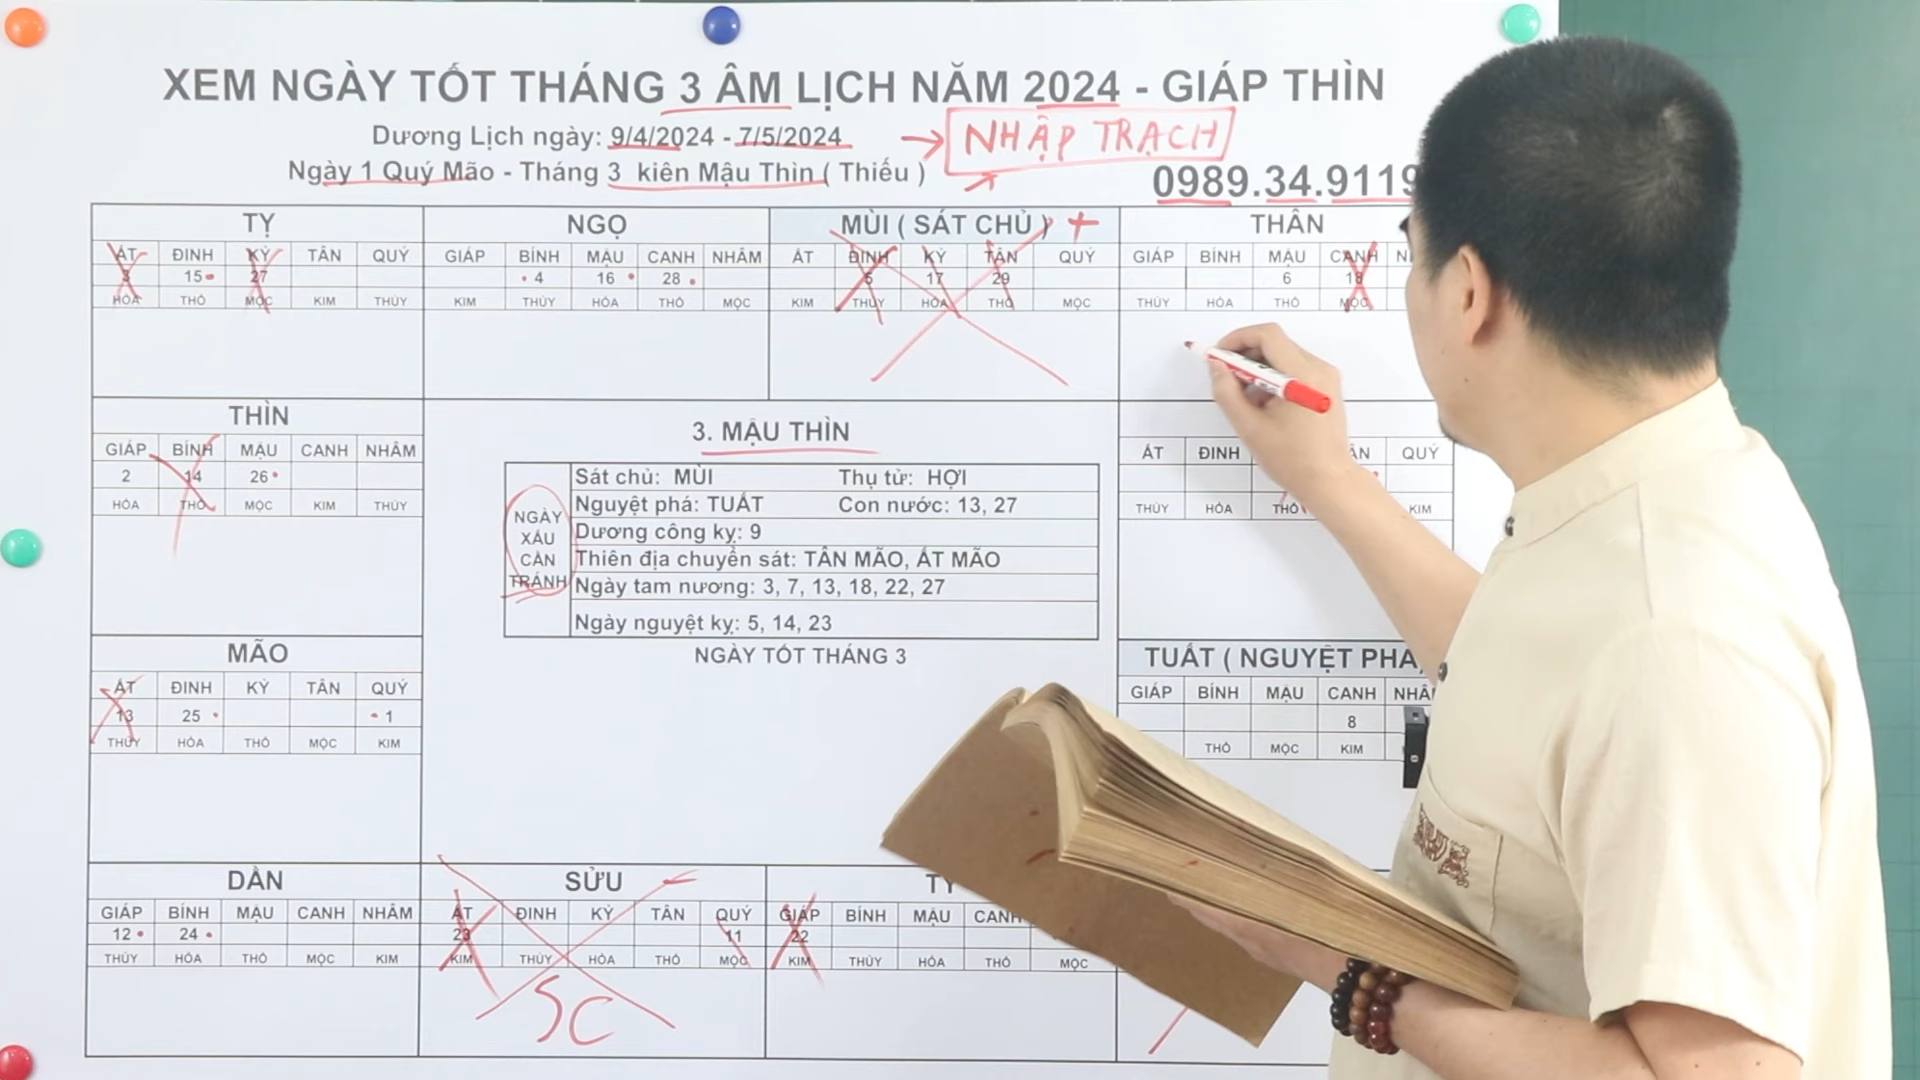 XEM NGÀY TỐT THÁNG 3 ÂM LỊCH NĂM 2024 - GIÁP THÌN
Dương Lịch ngày: 9/4/2024 - 7/5/2024
NHẬP TRẠCH
Ngày 1 Quý Mão - Tháng 3 kiên Mậu Thìn ( Thiếu )
0989.34.9119
TỴ
ẤT ĐINH KỶ TÂN QUÝ
3 15 27
HỎA THỔ MỘC KIM THỦY
NGỌ
GIÁP BÍNH MẬU CANH NHÂM
4 16 28
KIM THỦY HỎA THỔ MỘC
MÙI ( SÁT CHỦ ) +
ẤT ĐINH KỶ TÂN QUÝ
5 17 29
KIM THỦY HỎA THỔ MỘC
THÂN
GIÁP BÍNH MẬU CANH
6 18
THỦY HỎA THỔ MỘC
THÌN
GIÁP BÍNH MẬU CANH NHÂM
2 14 26
HỎA THỔ MỘC KIM THỦY
3. MẬU THÌN
NGÀY
XẤU
CẦN
TRÁNH
Sát chủ: MÙI Thụ tử: HỢI
Nguyệt phá: TUẤT Con nước: 13, 27
Dương công kỵ: 9
Thiên địa chuyển sát: TÂN MÃO, ẤT MÃO
Ngày tam nương: 3, 7, 13, 18, 22, 27
Ngày nguyệt kỵ: 5, 14, 23
NGÀY TỐT THÁNG 3
ẤT ĐINH QUÝ
THỦY HỎA THỔ KIM
MÃO
ẤT ĐINH KỶ TÂN QUÝ
13 25 1
THỦY HỎA THỔ MỘC KIM
TUẤT ( NGUYỆT PHÁ
GIÁP BÍNH MẬU CANH
8
THỔ MỘC KIM
DẦN
GIÁP BÍNH MẬU CANH NHÂM
12 24
THỦY HỎA THỔ MỘC KIM
SỬU
ẤT ĐINH KỶ TÂN QUÝ
23 11
KIM THỦY HỎA THỔ MỘC
SC
GIÁP BÍNH MẬU CANH
22
KIM THỦY HỎA THỔ MỘC